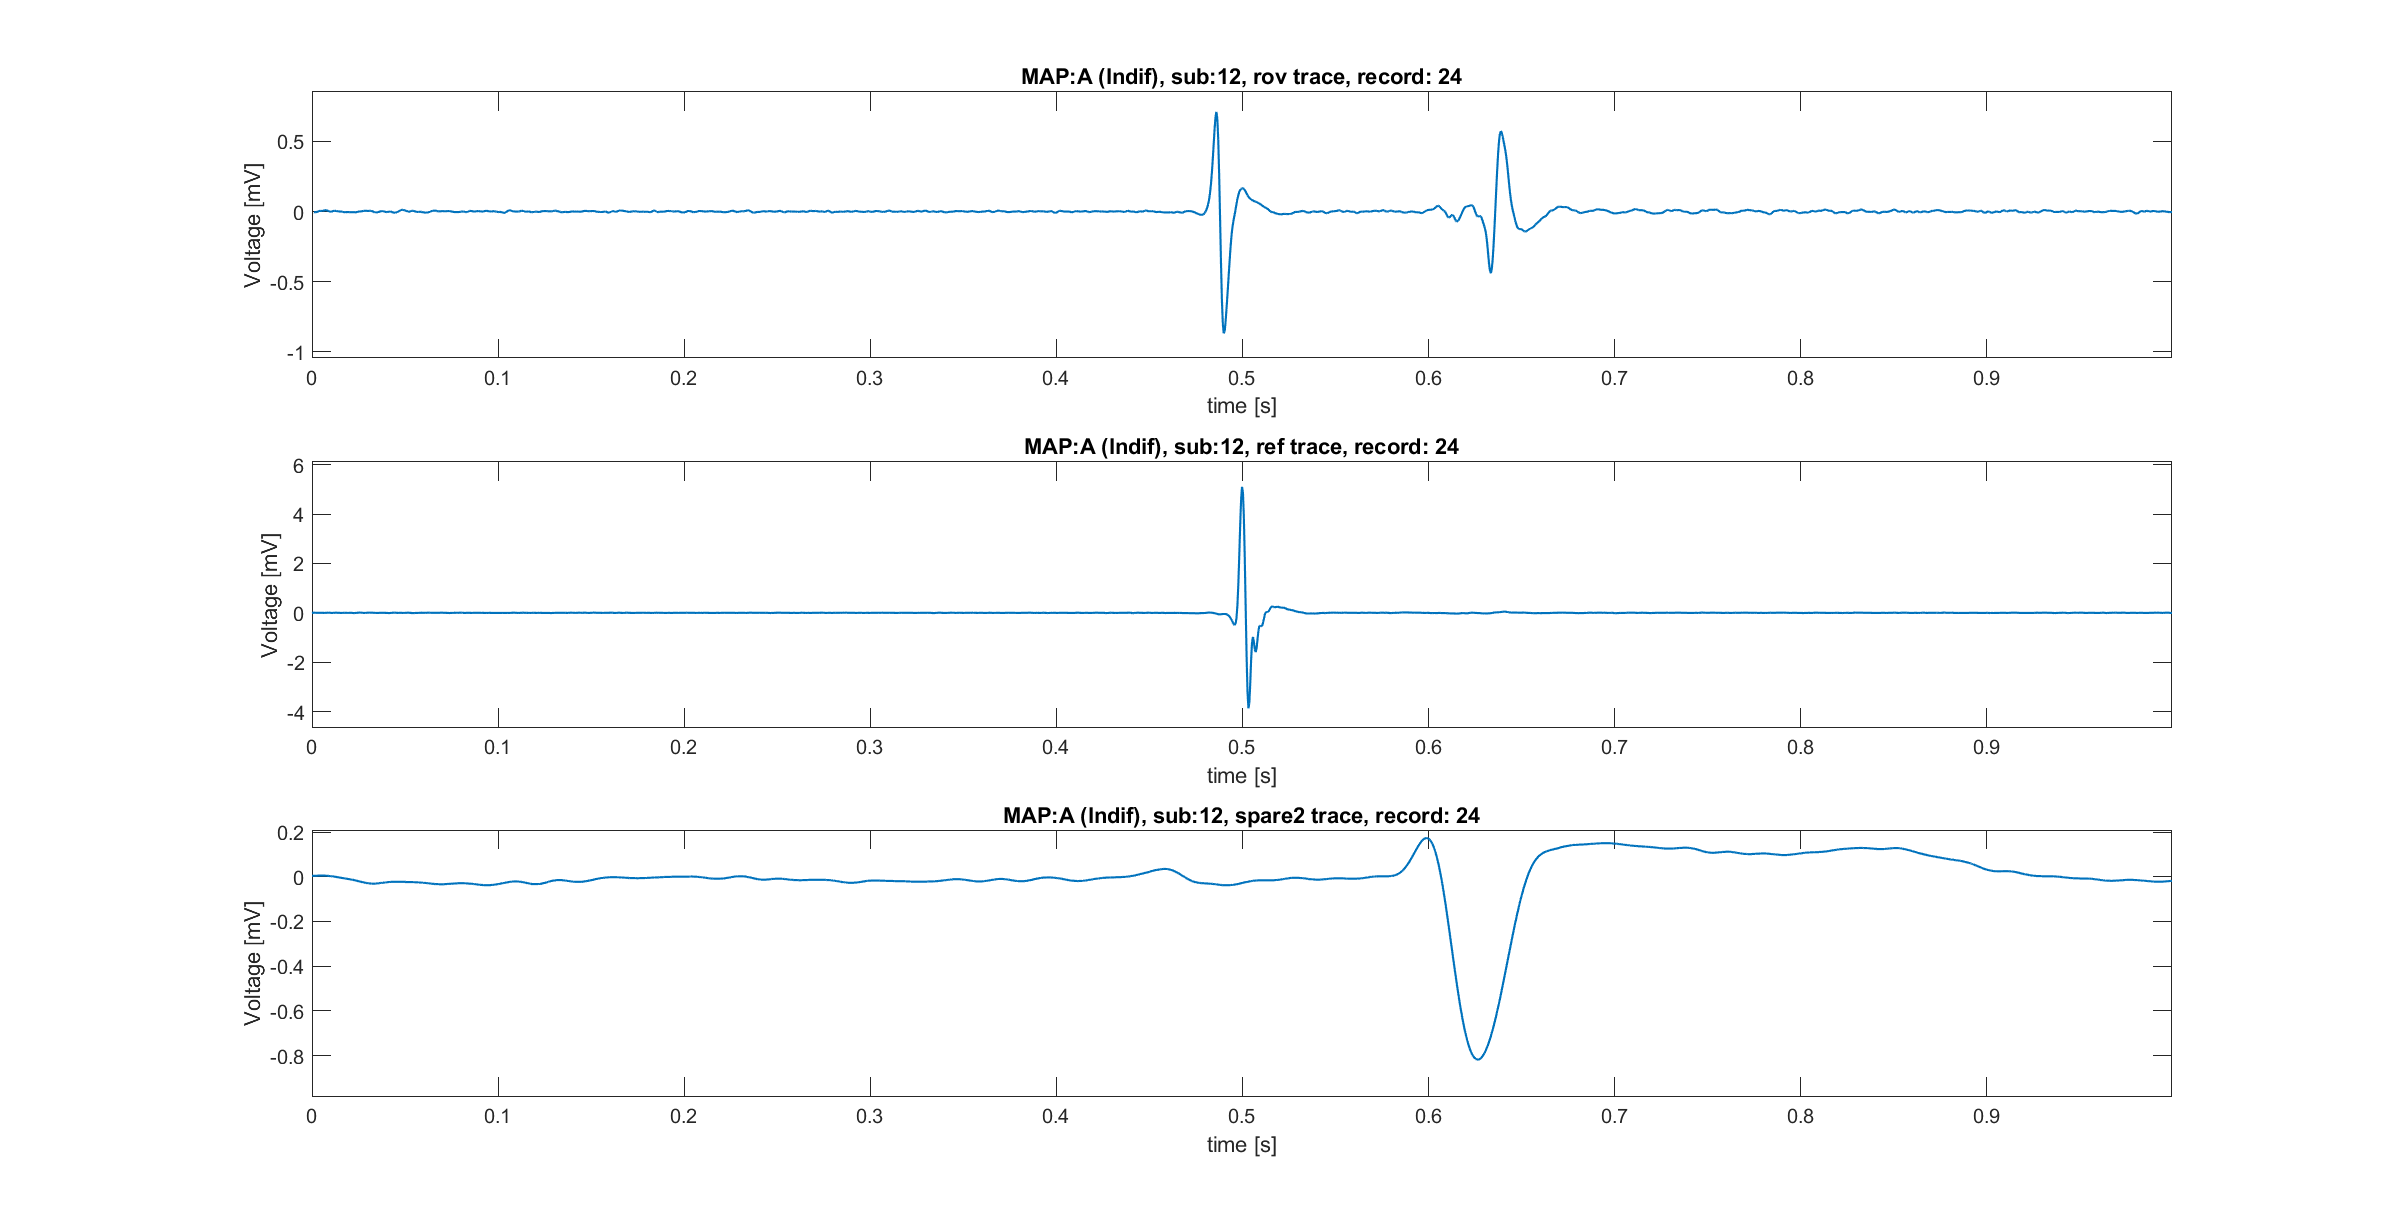 MAP:A (Indif), sub:12, rov trace, record: 24
0.5
0
-0.5
-1
Voltage [mV]
0 0.1 0.2 0.3 0.4 0.5 0.6 0.7 0.8 0.9
time [s]
MAP:A (Indif), sub:12, ref trace, record: 24
6
4
2
0
-2
-4
Voltage [mV]
0 0.1 0.2 0.3 0.4 0.5 0.6 0.7 0.8 0.9
time [s]
MAP:A (Indif), sub:12, spare2 trace, record: 24
0.2
0
-0.2
-0.4
-0.6
-0.8
Voltage [mV]
0 0.1 0.2 0.3 0.4 0.5 0.6 0.7 0.8 0.9
time [s]